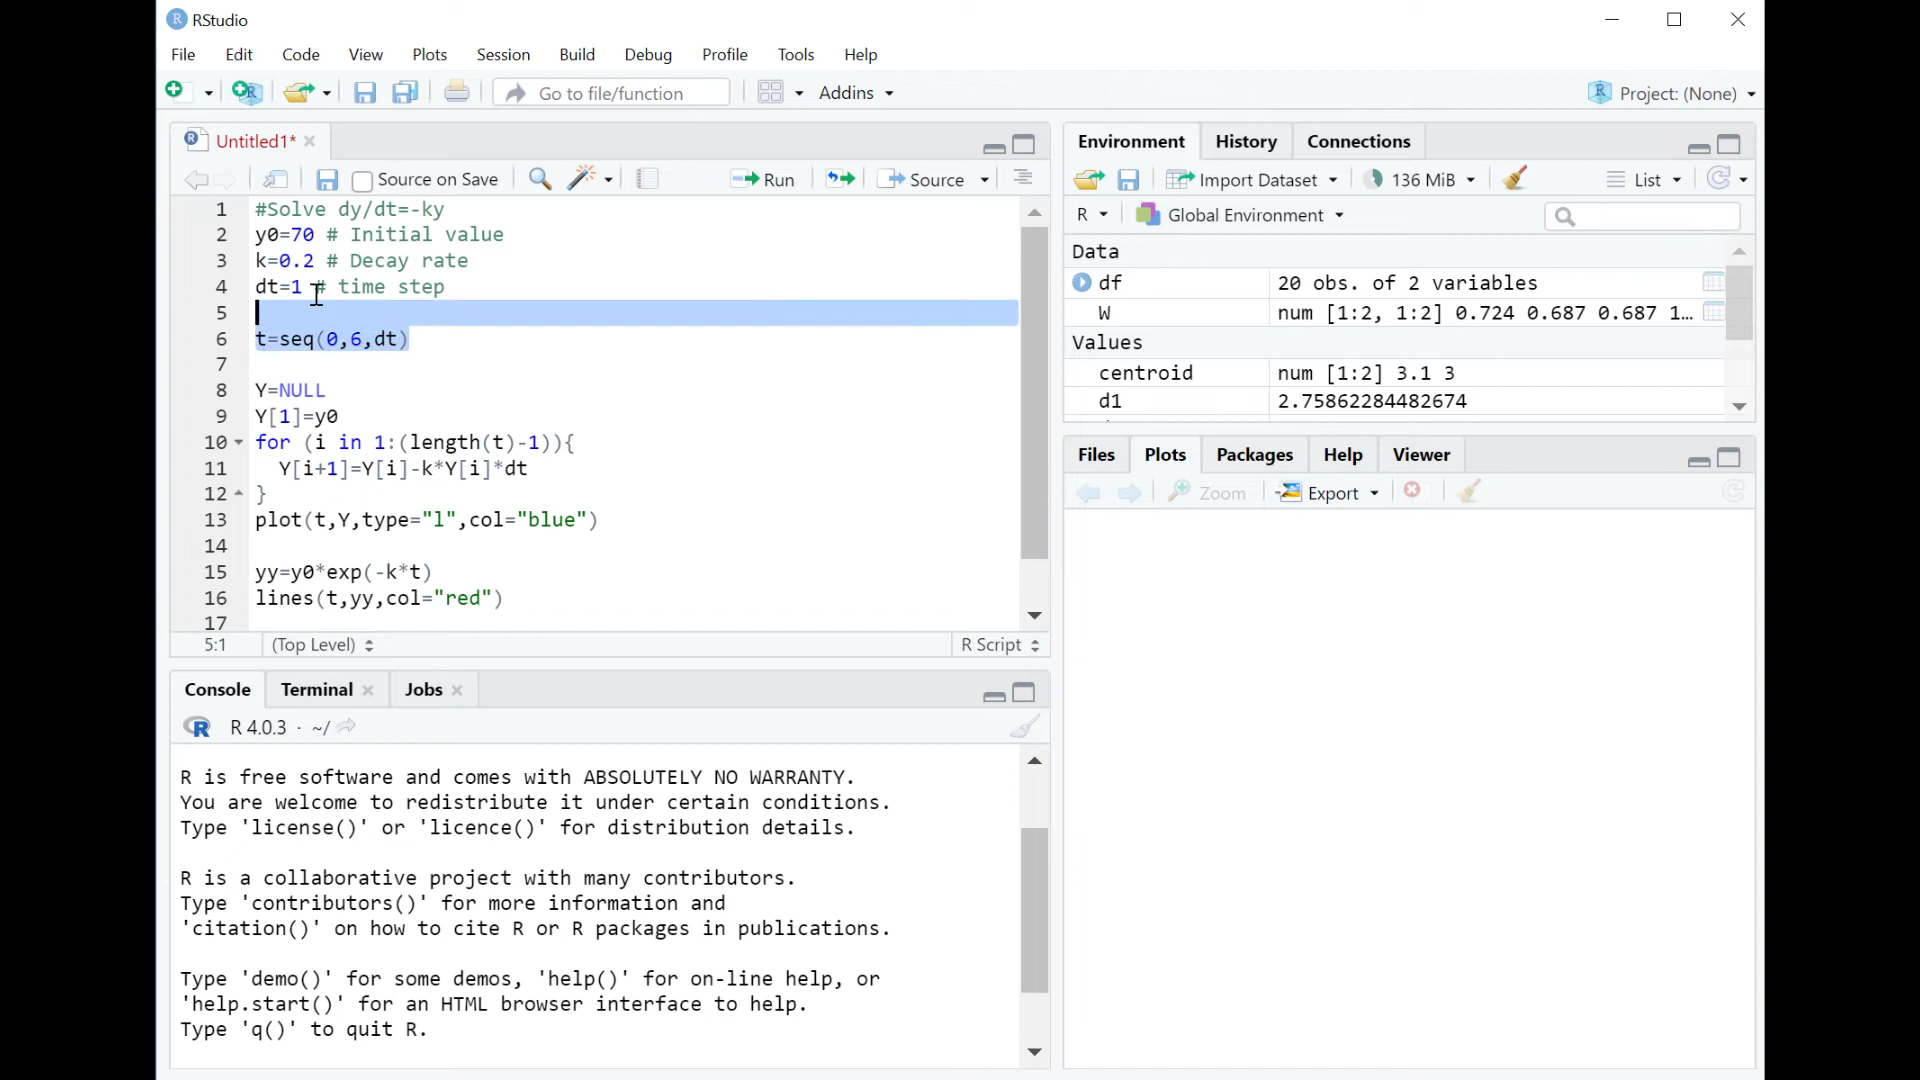 RStudio
File Edit Code View Plots Session Build Debug Profile Tools Help
Go to file/function Addins Project: (None)
Untitled1*
Source on Save Run Source
1 #Solve dy/dt=-ky
2 y0=70 # Initial value
3 k=0.2 # Decay rate
4 dt=1 # time step
5
6 t=seq(0,6,dt)
7
8 Y=NULL
9 Y[1]=y0
10 for (i in 1:(length(t)-1)){
11 Y[i+1]=Y[i]-k*Y[i]*dt
12 }
13 plot(t,Y,type="l",col="blue")
14
15 yy=y0*exp(-k*t)
16 lines(t,yy,col="red")
17
5:1 (Top Level) R Script
Console Terminal Jobs
R R 4.0.3 · ~/
R is free software and comes with ABSOLUTELY NO WARRANTY.
You are welcome to redistribute it under certain conditions.
Type 'license()' or 'licence()' for distribution details.
R is a collaborative project with many contributors.
Type 'contributors()' for more information and
'citation()' on how to cite R or R packages in publications.
Type 'demo()' for some demos, 'help()' for on-line help, or
'help.start()' for an HTML browser interface to help.
Type 'q()' to quit R.
Environment History Connections
Import Dataset 136 MiB List
R Global Environment
Data
df 20 obs. of 2 variables
W num [1:2, 1:2] 0.724 0.687 0.687 1…
Values
centroid num [1:2] 3.1 3
d1 2.75862284482674
Files Plots Packages Help Viewer
Zoom Export